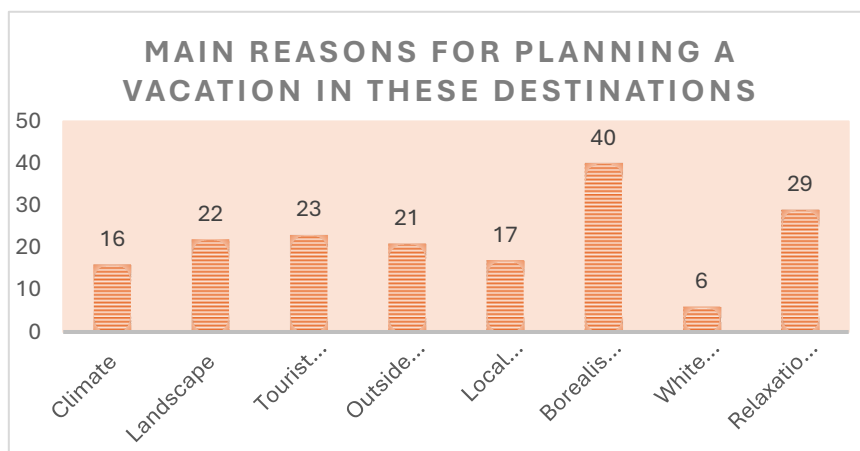 MAIN REASONS FOR PLANNING A
VACATION IN THESE DESTINATIONS
50
40
30
20
10
0
16
22
23
21
17
40
6
29
Climate
Landscape
Tourist...
Outside...
Local...
Borealis...
White...
Relaxatio...